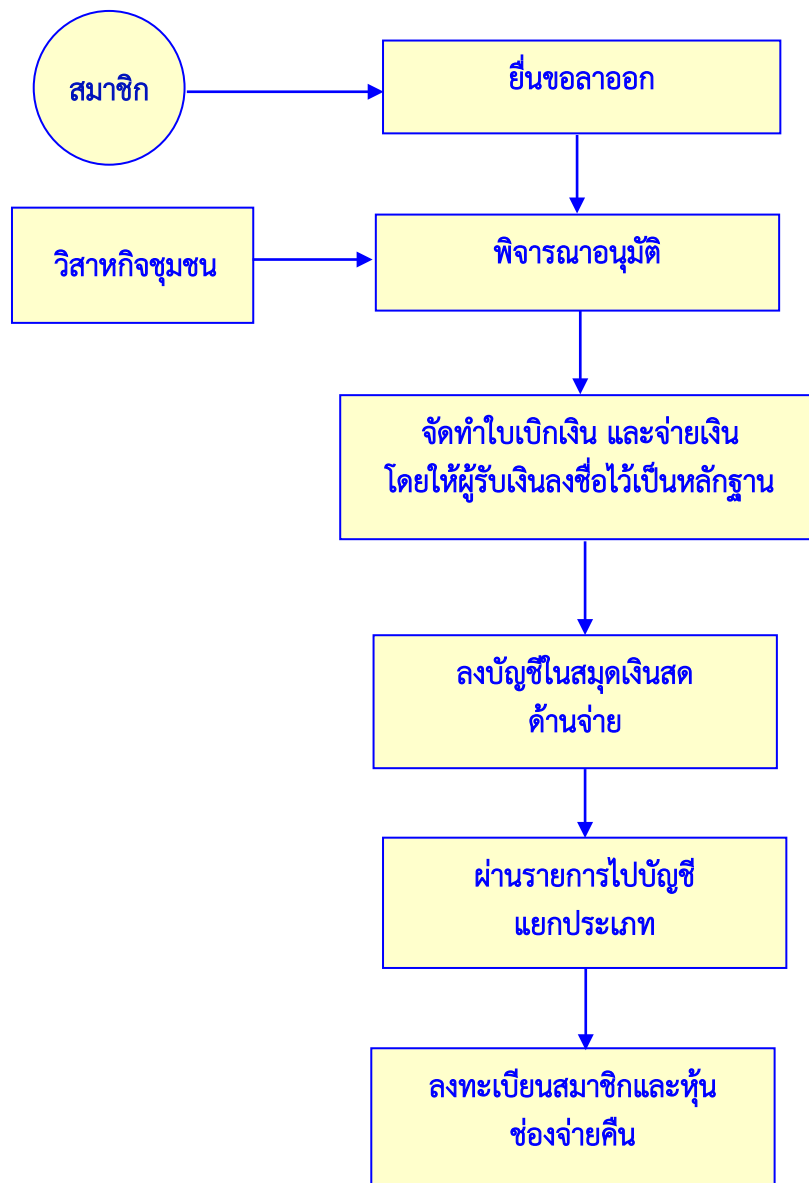 สมาชิก
ยื่นขอลาออก
วิสาหกิจชุมชน
พิจารณาอนุมัติ
จัดทำใบเบิกเงิน และจ่ายเงิน
โดยให้ผู้รับเงินลงชื่อไว้เป็นหลักฐาน
ลงบัญชีในสมุดเงินสด
ด้านจ่าย
ผ่านรายการไปบัญชี
แยกประเภท
ลงทะเบียนสมาชิกและหุ้น
ช่องจ่ายคืน